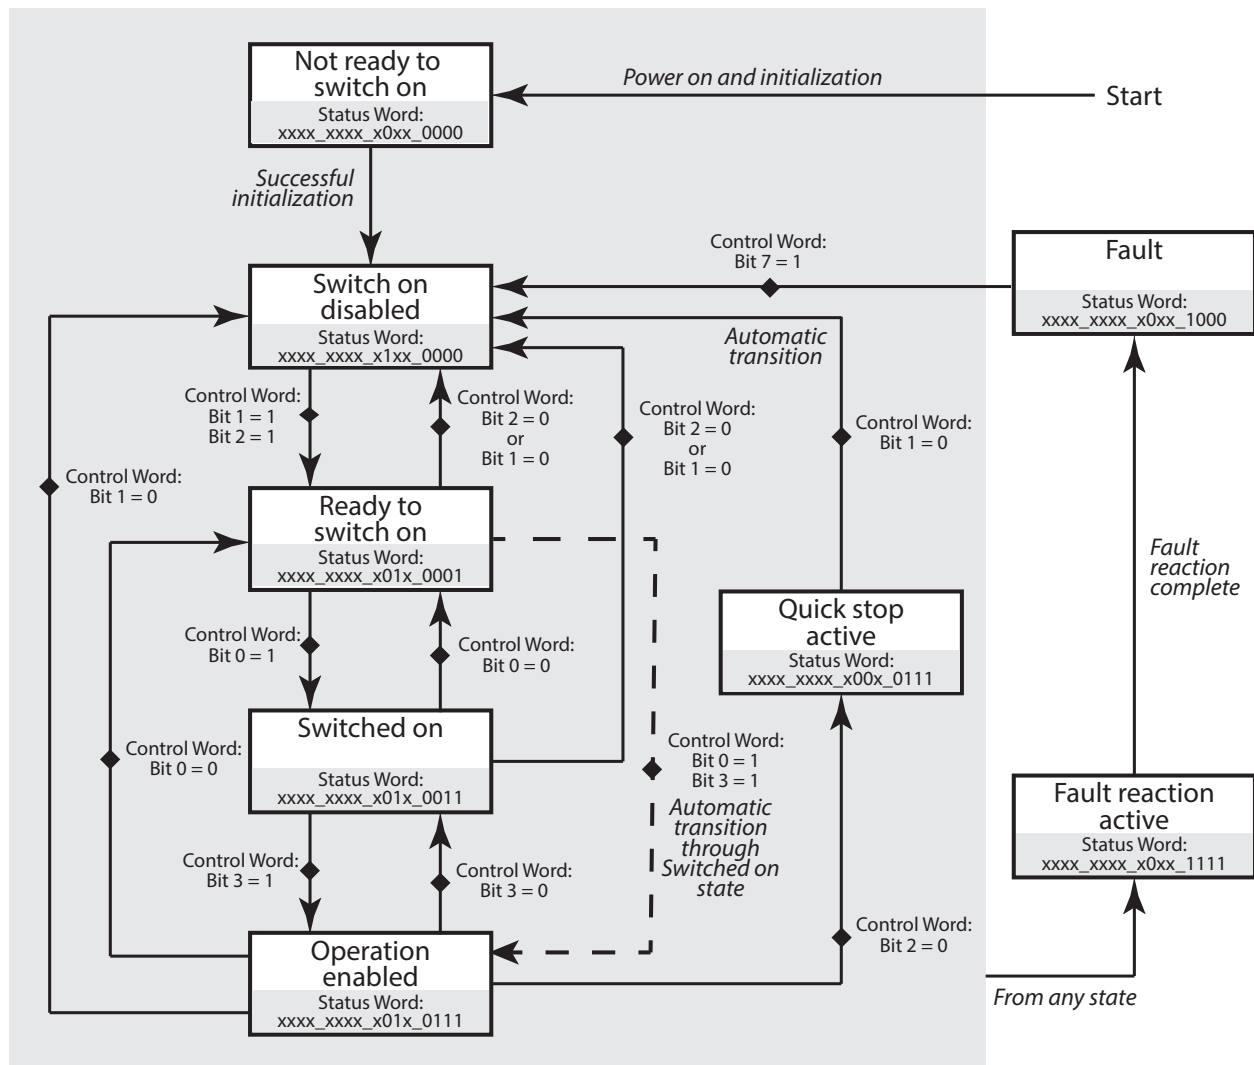 Not ready to
switch on
Status Word:
xxxx_xxxx_x0xx_0000
Power on and initialization
Start
Successful
initialization
Control Word:
Bit 7 = 1
Fault
Status Word:
xxxx_xxxx_x0xx_1000
Switch on
disabled
Status Word:
xxxx_xxxx_x1xx_0000
Automatic
transition
Control Word:
Bit 1 = 1
Bit 2 = 1
Control Word:
Bit 2 = 0
or
Bit 1 = 0
Control Word:
Bit 2 = 0
or
Bit 1 = 0
Control Word:
Bit 1 = 0
Control Word:
Bit 1 = 0
Ready to
switch on
Status Word:
xxxx_xxxx_x01x_0001
Fault
reaction
complete
Quick stop
active
Status Word:
xxxx_xxxx_x00x_0111
Control Word:
Bit 0 = 1
Control Word:
Bit 0 = 0
Switched on
Status Word:
xxxx_xxxx_x01x_0011
Control Word:
Bit 0 = 0
Control Word:
Bit 0 = 1
Bit 3 = 1
Automatic
transition
through
Switched on
state
Fault reaction
active
Status Word:
xxxx_xxxx_x0xx_1111
Control Word:
Bit 3 = 1
Control Word:
Bit 3 = 0
Control Word:
Bit 2 = 0
Operation
enabled
Status Word:
xxxx_xxxx_x01x_0111
From any state